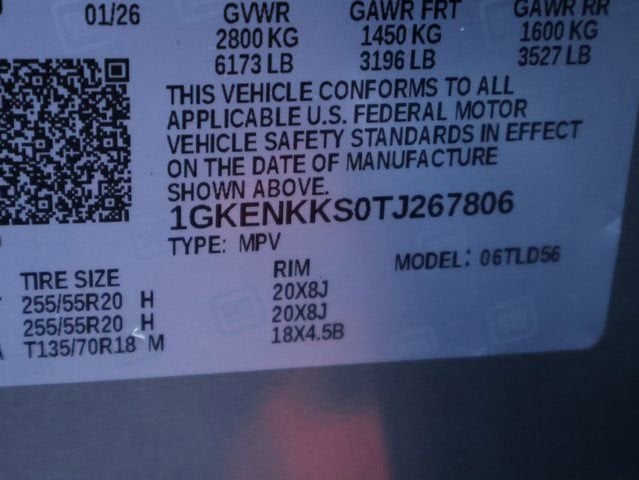 01/26 GVWR GAWR FRT GAWR RR
2800 KG 1450 KG 1600 KG
6173 LB 3196 LB 3527 LB
THIS VEHICLE CONFORMS TO ALL
APPLICABLE U.S. FEDERAL MOTOR
VEHICLE SAFETY STANDARDS IN EFFECT
ON THE DATE OF MANUFACTURE
SHOWN ABOVE.
1GKENKKS0TJ267806
TYPE: MPV MODEL: 06TLD56
TIRE SIZE RIM
255/55R20 H 20X8J
255/55R20 H 20X8J
T135/70R18 M 18X4.5B